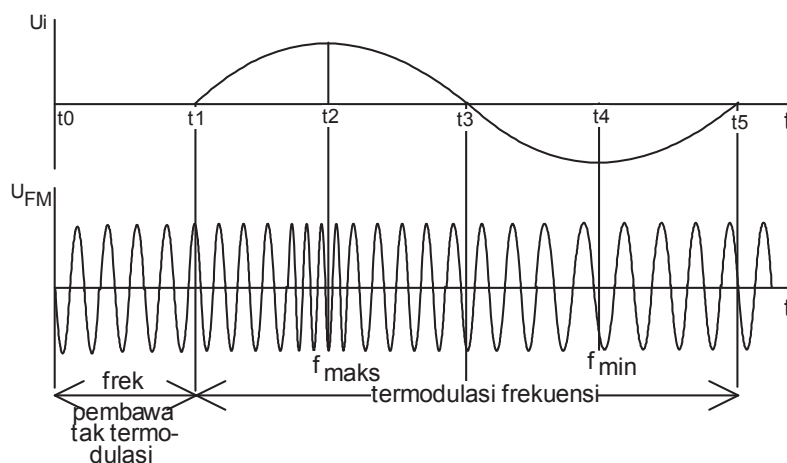 Ui
t0 t1 t2 t3 t4 t5 t
UFM
t
fmaks fmin
frek termodulasi frekuensi
pembawa
tak termo-
dulasi